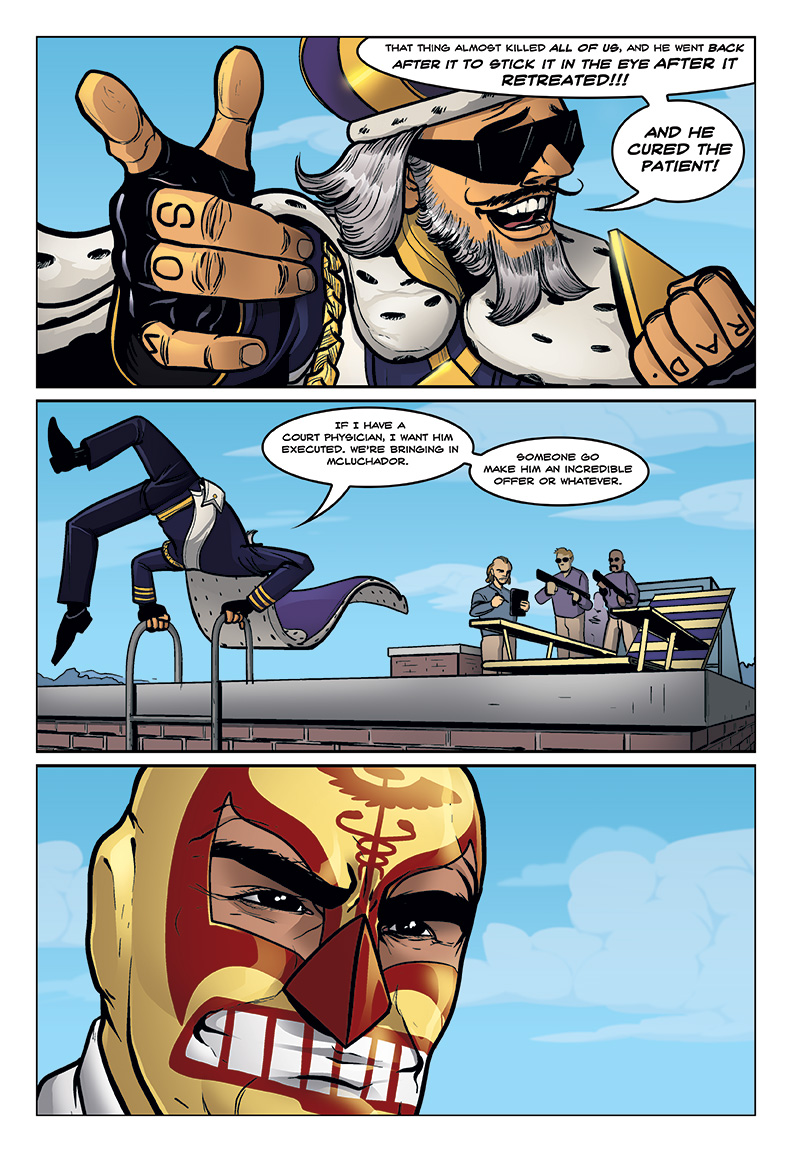 THAT THING ALMOST KILLED ALL OF US, AND HE WENT BACK
AFTER IT TO STICK IT IN THE EYE AFTER IT
RETREATED!!!
AND HE
CURED THE
PATIENT!
S
O
M
RAD.
IF I HAVE A
COURT PHYSICIAN, I WANT HIM
EXECUTED. WE'RE BRINGING IN
MCLUCHADOR.
SOMEONE GO
MAKE HIM AN INCREDIBLE
OFFER OR WHATEVER.